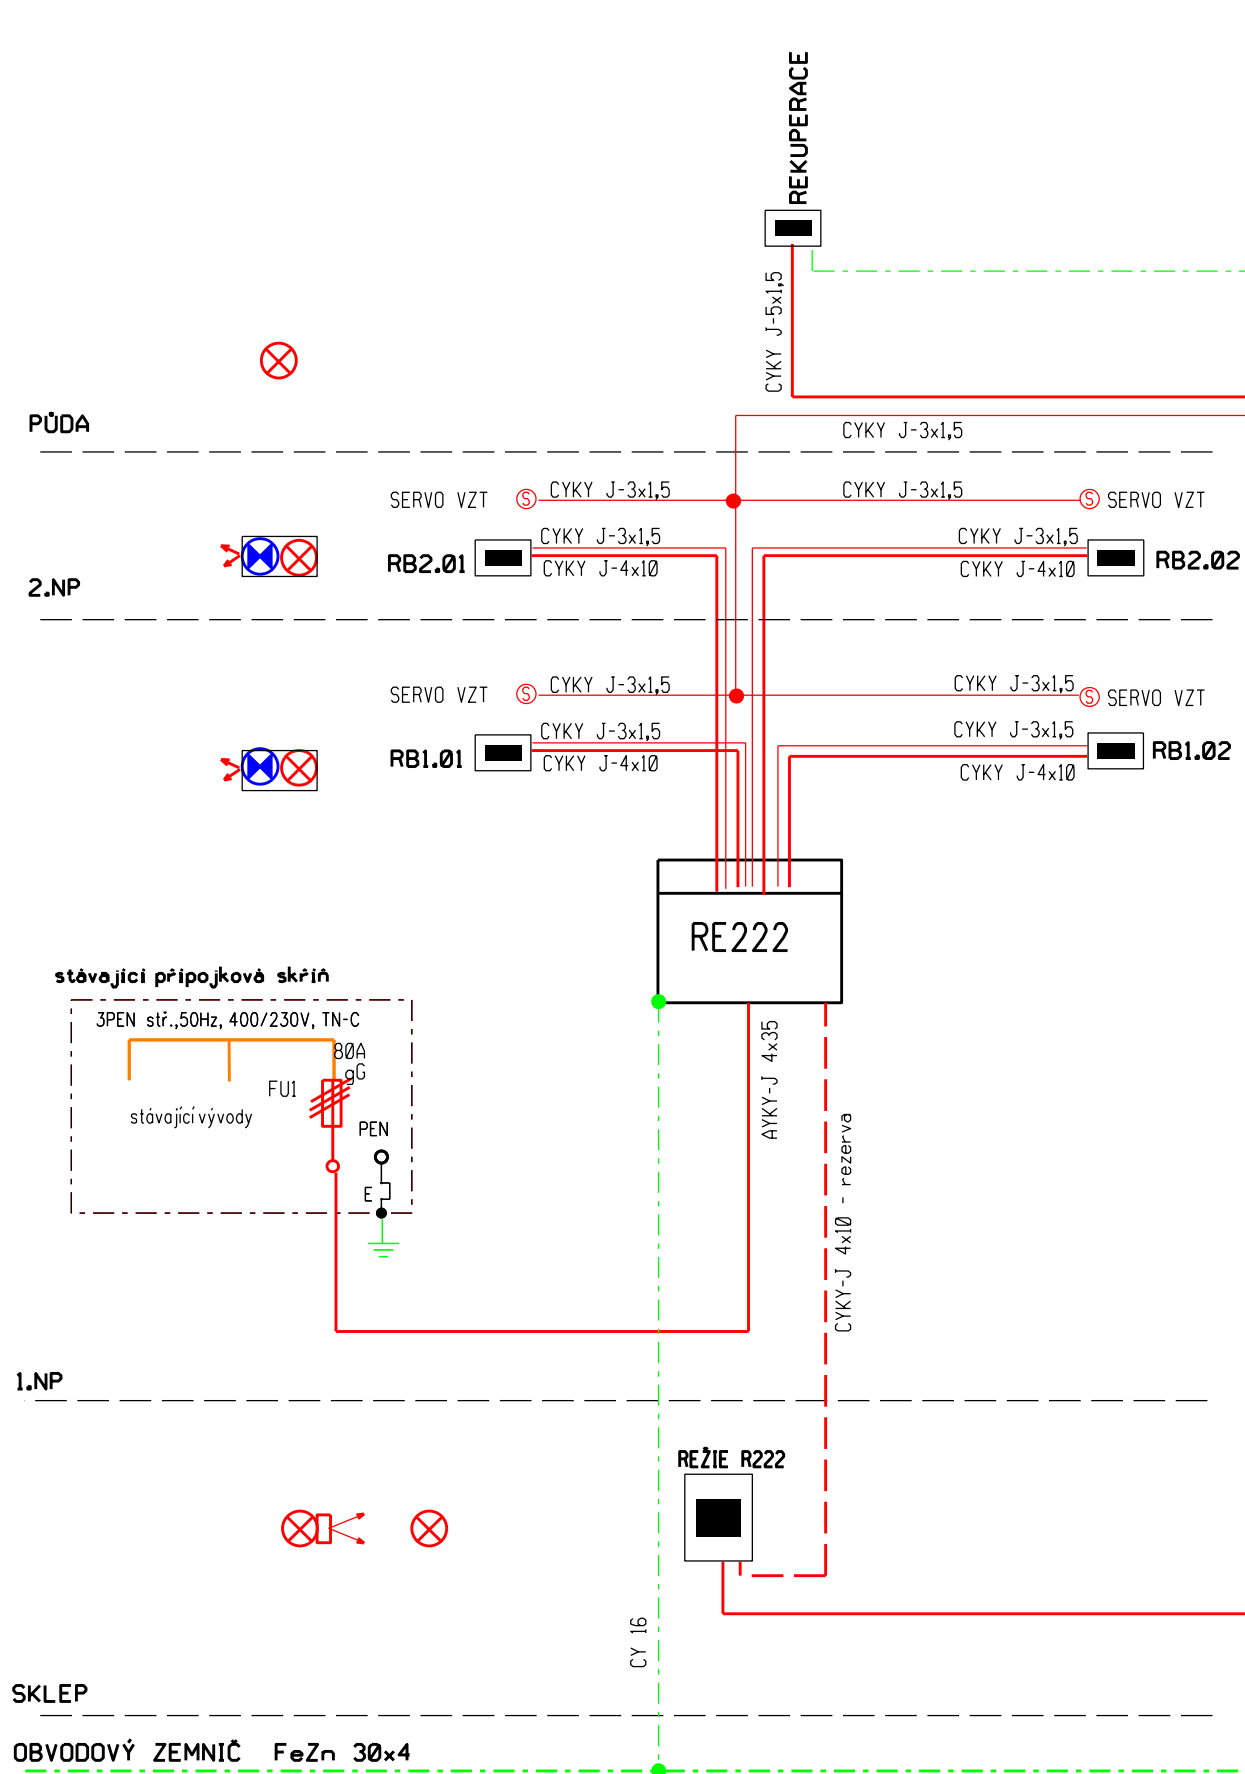 REKUPERACE
CYKY J-5x1,5
PŮDA
CYKY J-3x1,5
SERVO VZT S CYKY J-3x1,5 CYKY J-3x1,5 S SERVO VZT
CYKY J-3x1,5 CYKY J-3x1,5
RB2.01 CYKY J-4x10 CYKY J-4x10 RB2.02
2.NP
SERVO VZT S CYKY J-3x1,5 CYKY J-3x1,5 S SERVO VZT
CYKY J-3x1,5 CYKY J-3x1,5
RB1.01 CYKY J-4x10 CYKY J-4x10 RB1.02
RE222
stávající přípojková skříň
3PEN stř.,50Hz, 400/230V, TN-C
80A
gG
FU1
stávající vývody
PEN
E
AYKY-J 4x35
CYKY-J 4x10 - rezerva
1.NP
REŽIE R222
CY 16
SKLEP
OBVODOVÝ ZEMNIČ FeZn 30x4